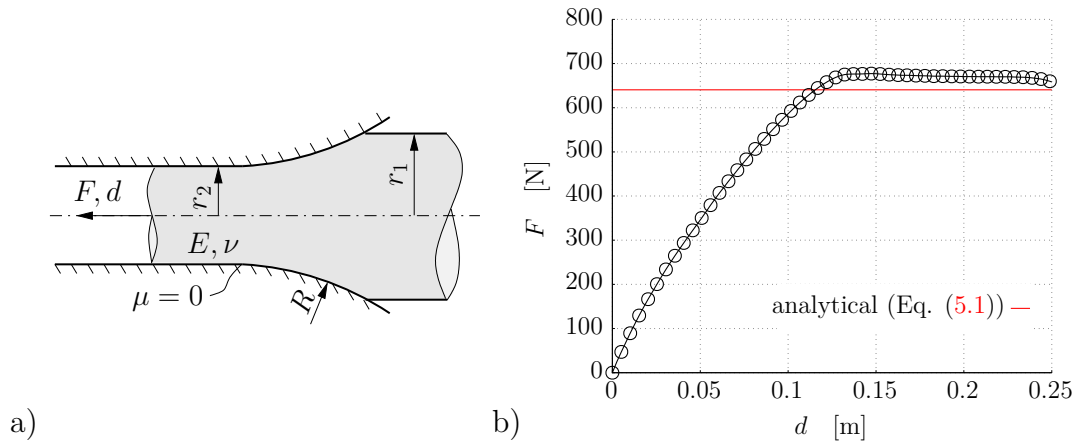 r₁
r₂
F, d
E, ν
μ = 0
R
a)
800
700
600
500
400
300
200
100
0
F [N]
analytical (Eq. (5.1))
0 0.05 0.1 0.15 0.2 0.25
d [m]
b)